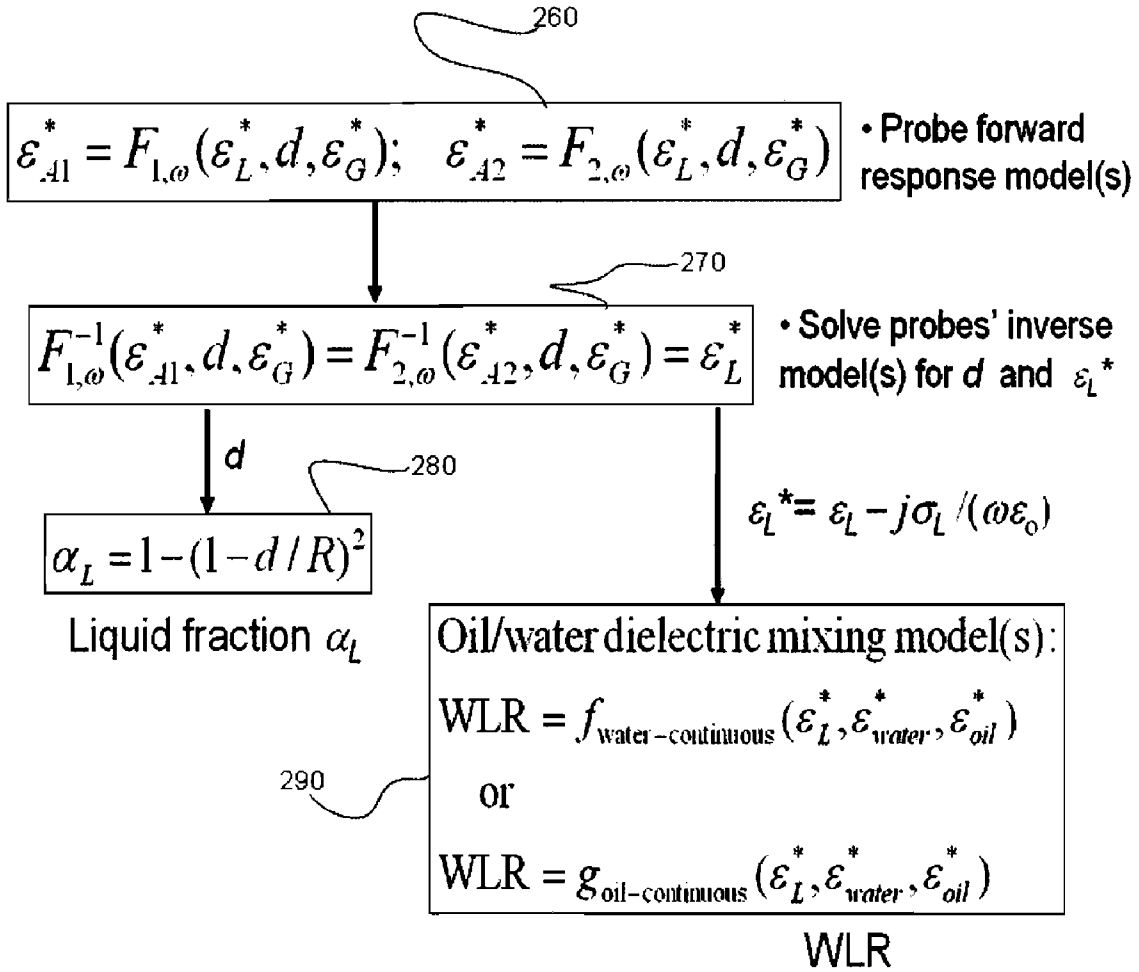 260
ε*A1 = F1,ω(ε*L, d, ε*G); ε*A2 = F2,ω(ε*L, d, ε*G)
• Probe forward
response model(s)
270
F⁻¹1,ω(ε*A1, d, ε*G) = F⁻¹2,ω(ε*A2, d, ε*G) = ε*L
• Solve probes' inverse
model(s) for d and εL*
d
280
αL = 1−(1−d/R)²
Liquid fraction αL
εL* = εL − jσL/(ωεo)
Oil/water dielectric mixing model(s):
WLR = fwater−continuous(ε*L, ε*water, ε*oil)
or
290
WLR = goil−continuous(ε*L, ε*water, ε*oil)
WLR